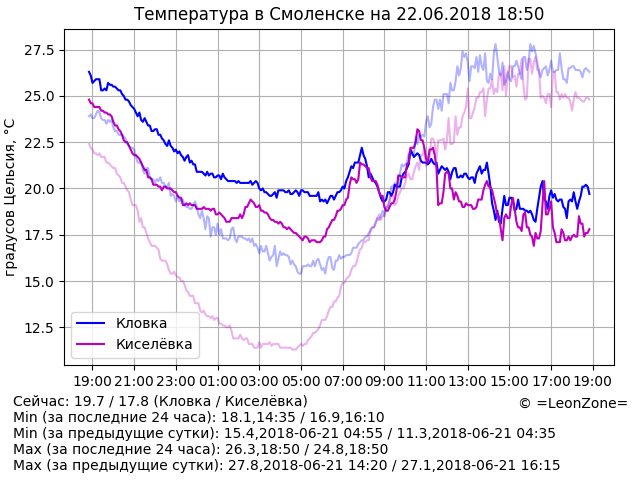 Температура в Смоленске на 22.06.2018 18:50
градусов Цельсия, °C
27.5
25.0
22.5
20.0
17.5
15.0
12.5
Кловка
Киселёвка
19:00 21:00 23:00 01:00 03:00 05:00 07:00 09:00 11:00 13:00 15:00 17:00 19:00
Сейчас: 19.7 / 17.8 (Кловка / Киселёвка)
© =LeonZone=
Min (за последние 24 часа): 18.1,14:35 / 16.9,16:10
Min (за предыдущие сутки): 15.4,2018-06-21 04:55 / 11.3,2018-06-21 04:35
Max (за последние 24 часа): 26.3,18:50 / 24.8,18:50
Max (за предыдущие сутки): 27.8,2018-06-21 14:20 / 27.1,2018-06-21 16:15